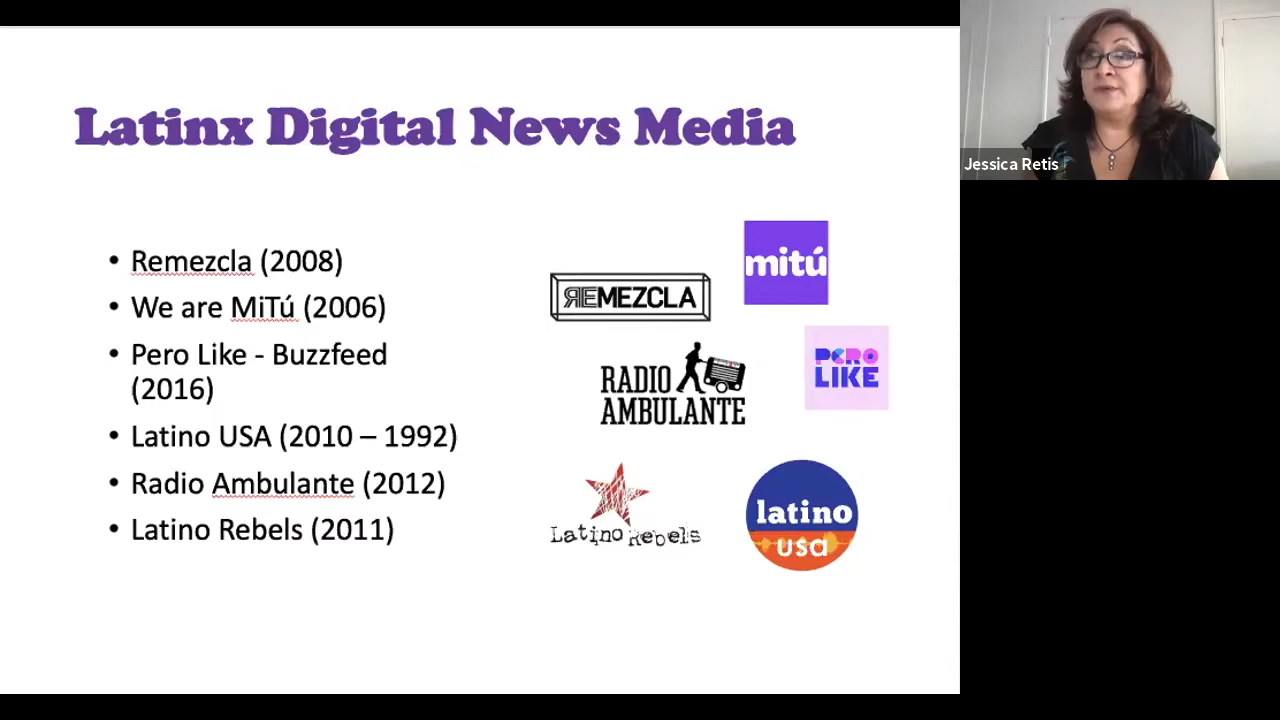 Latinx Digital News Media
Jessica Retis
• Remezcla (2008)
• We are MiTú (2006)
• Pero Like - Buzzfeed
(2016)
• Latino USA (2010 – 1992)
• Radio Ambulante (2012)
• Latino Rebels (2011)
mitú
REMEZCLA
PERO
LIKE
RADIO
AMBULANTE
Latino Rebels
latino
usa